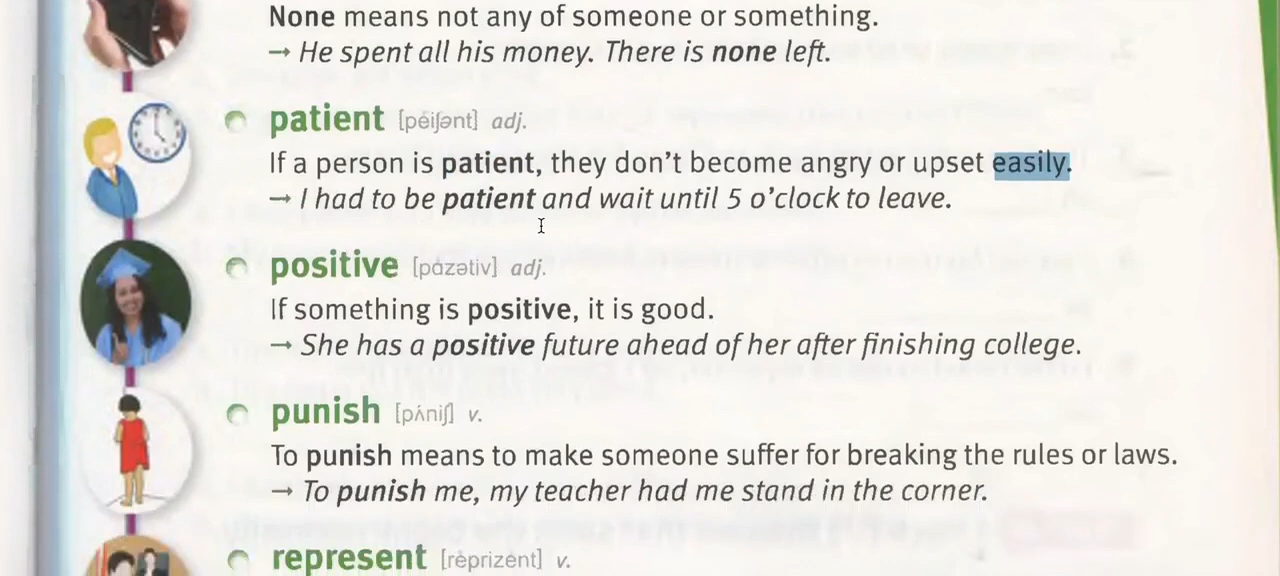 None means not any of someone or something.
→ He spent all his money. There is none left.
patient [péiʃənt] adj.
If a person is patient, they don't become angry or upset easily.
→ I had to be patient and wait until 5 o'clock to leave.
positive [pázətiv] adj.
If something is positive, it is good.
→ She has a positive future ahead of her after finishing college.
punish [pʌ́niʃ] v.
To punish means to make someone suffer for breaking the rules or laws.
→ To punish me, my teacher had me stand in the corner.
represent [rèprizént] v.